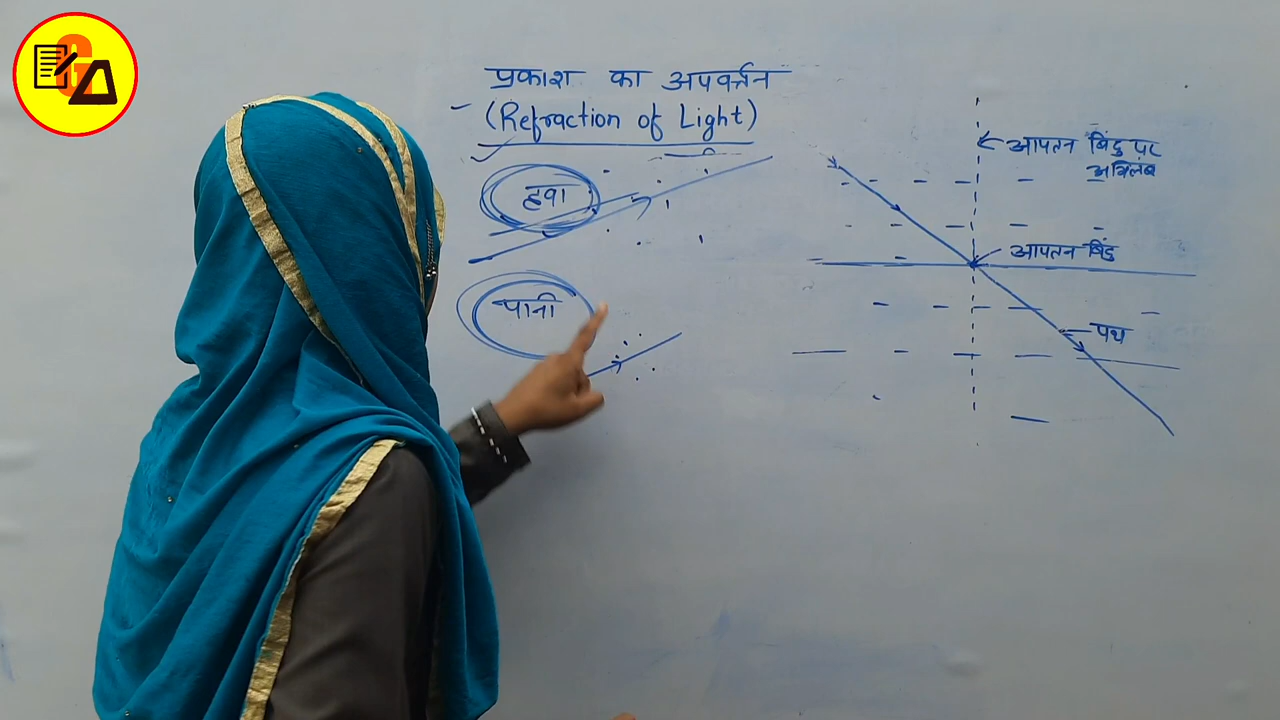 प्रकाश का अपवर्त्तन
(Refraction of Light)
हवा
पानी
आपतन बिंदु पर
अभिलंब
आपतन बिंदु
पथ